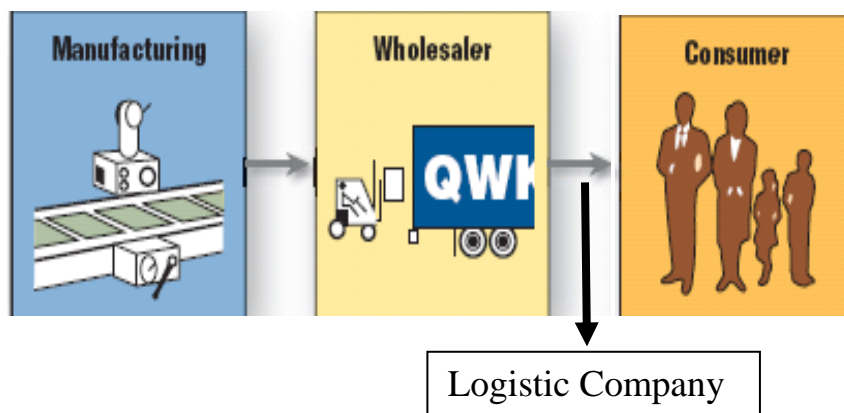 Manufacturing
Wholesaler
Consumer
QWK
Logistic Company